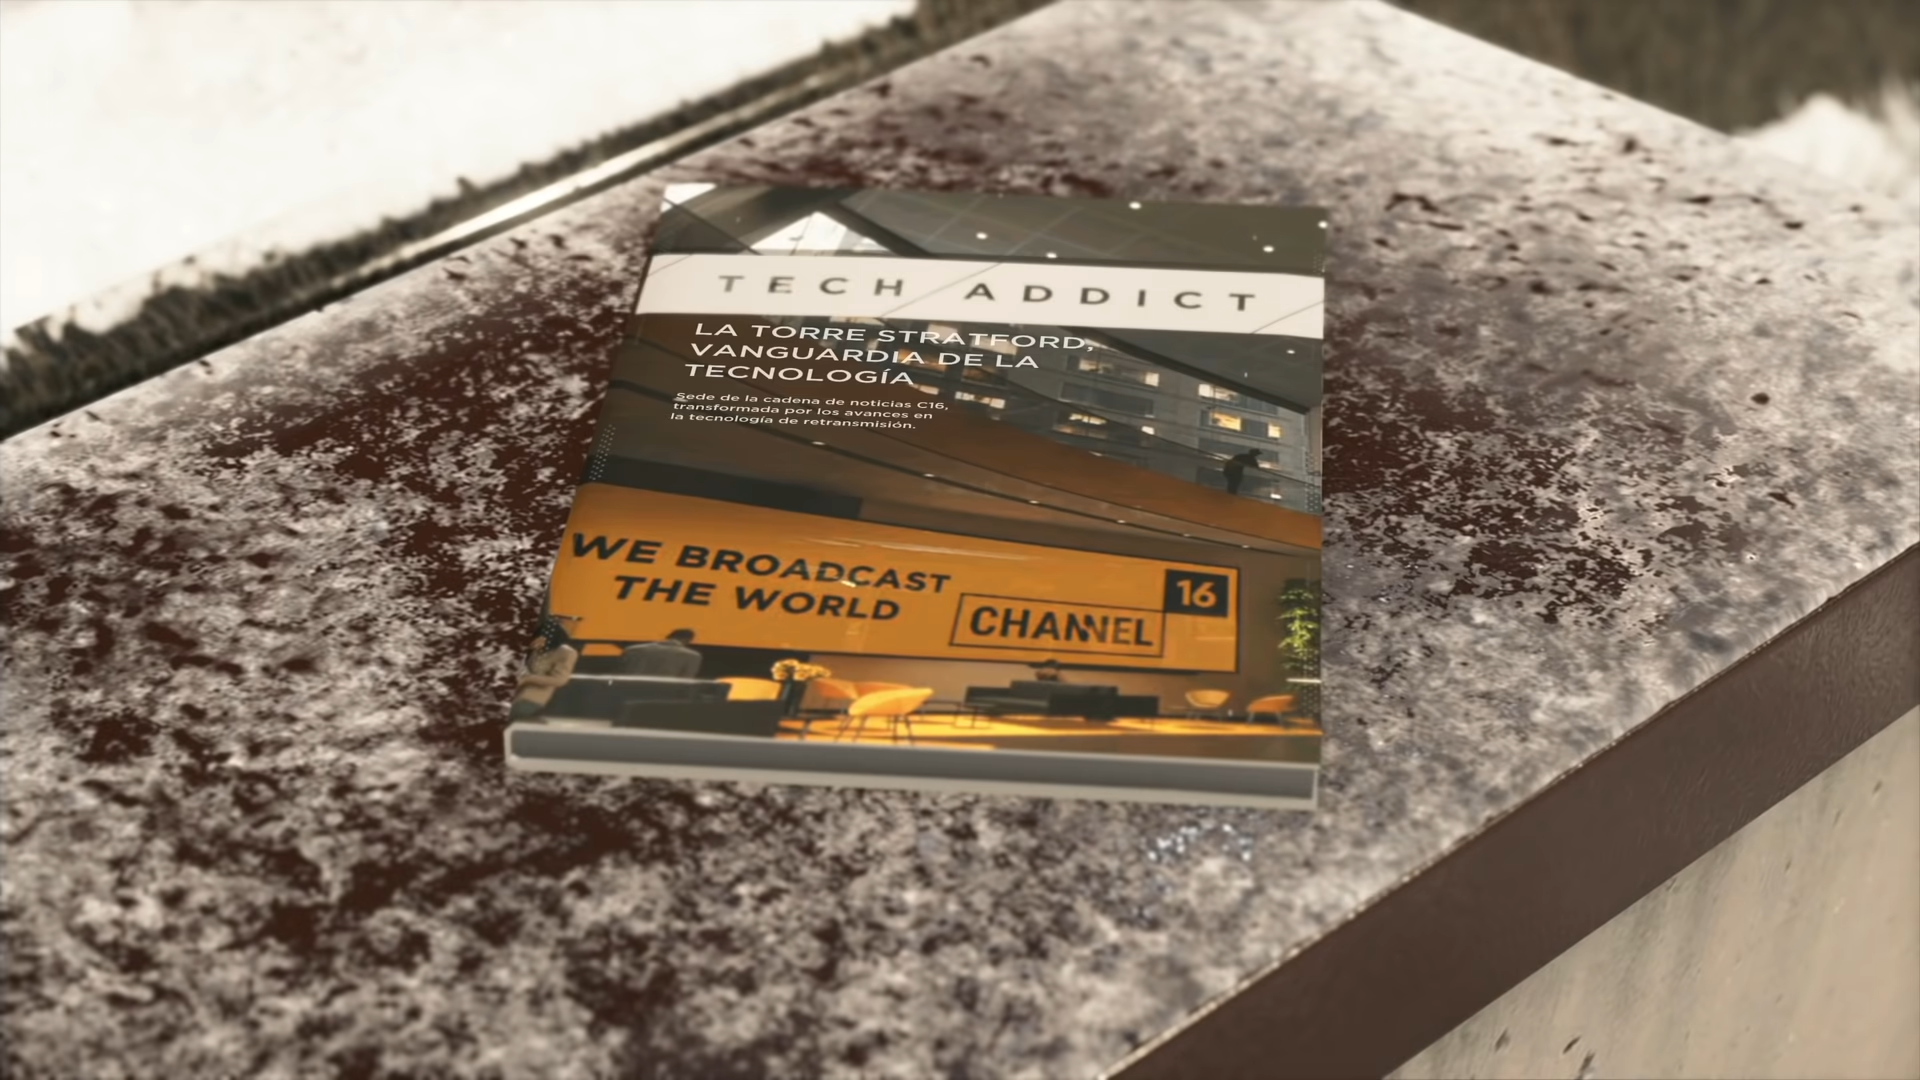 TECH ADDICT
LA TORRE STRATFORD,
VANGUARDIA DE LA
TECNOLOGÍA
Sede de la cadena de noticias C16,
transformada por los avances en
la tecnología de retransmisión.
WE BROADCAST
THE WORLD
CHANNEL
16